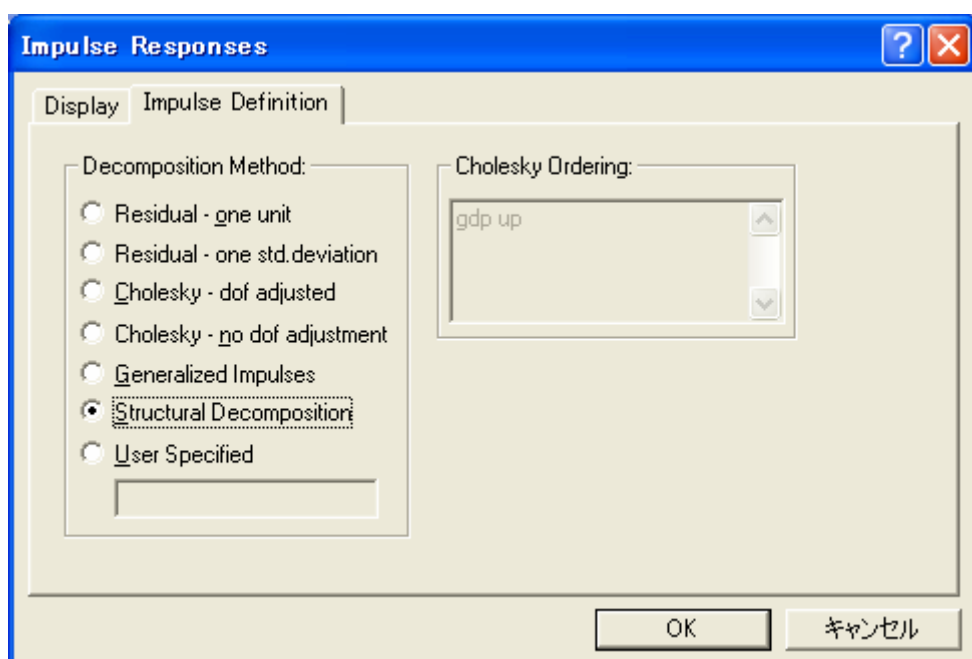 Impulse Responses
Display
Impulse Definition
Decomposition Method:
Residual - one unit
Residual - one std.deviation
Cholesky - dof adjusted
Cholesky - no dof adjustment
Generalized Impulses
Structural Decomposition
User Specified
Cholesky Ordering:
gdp up
OK
キャンセル